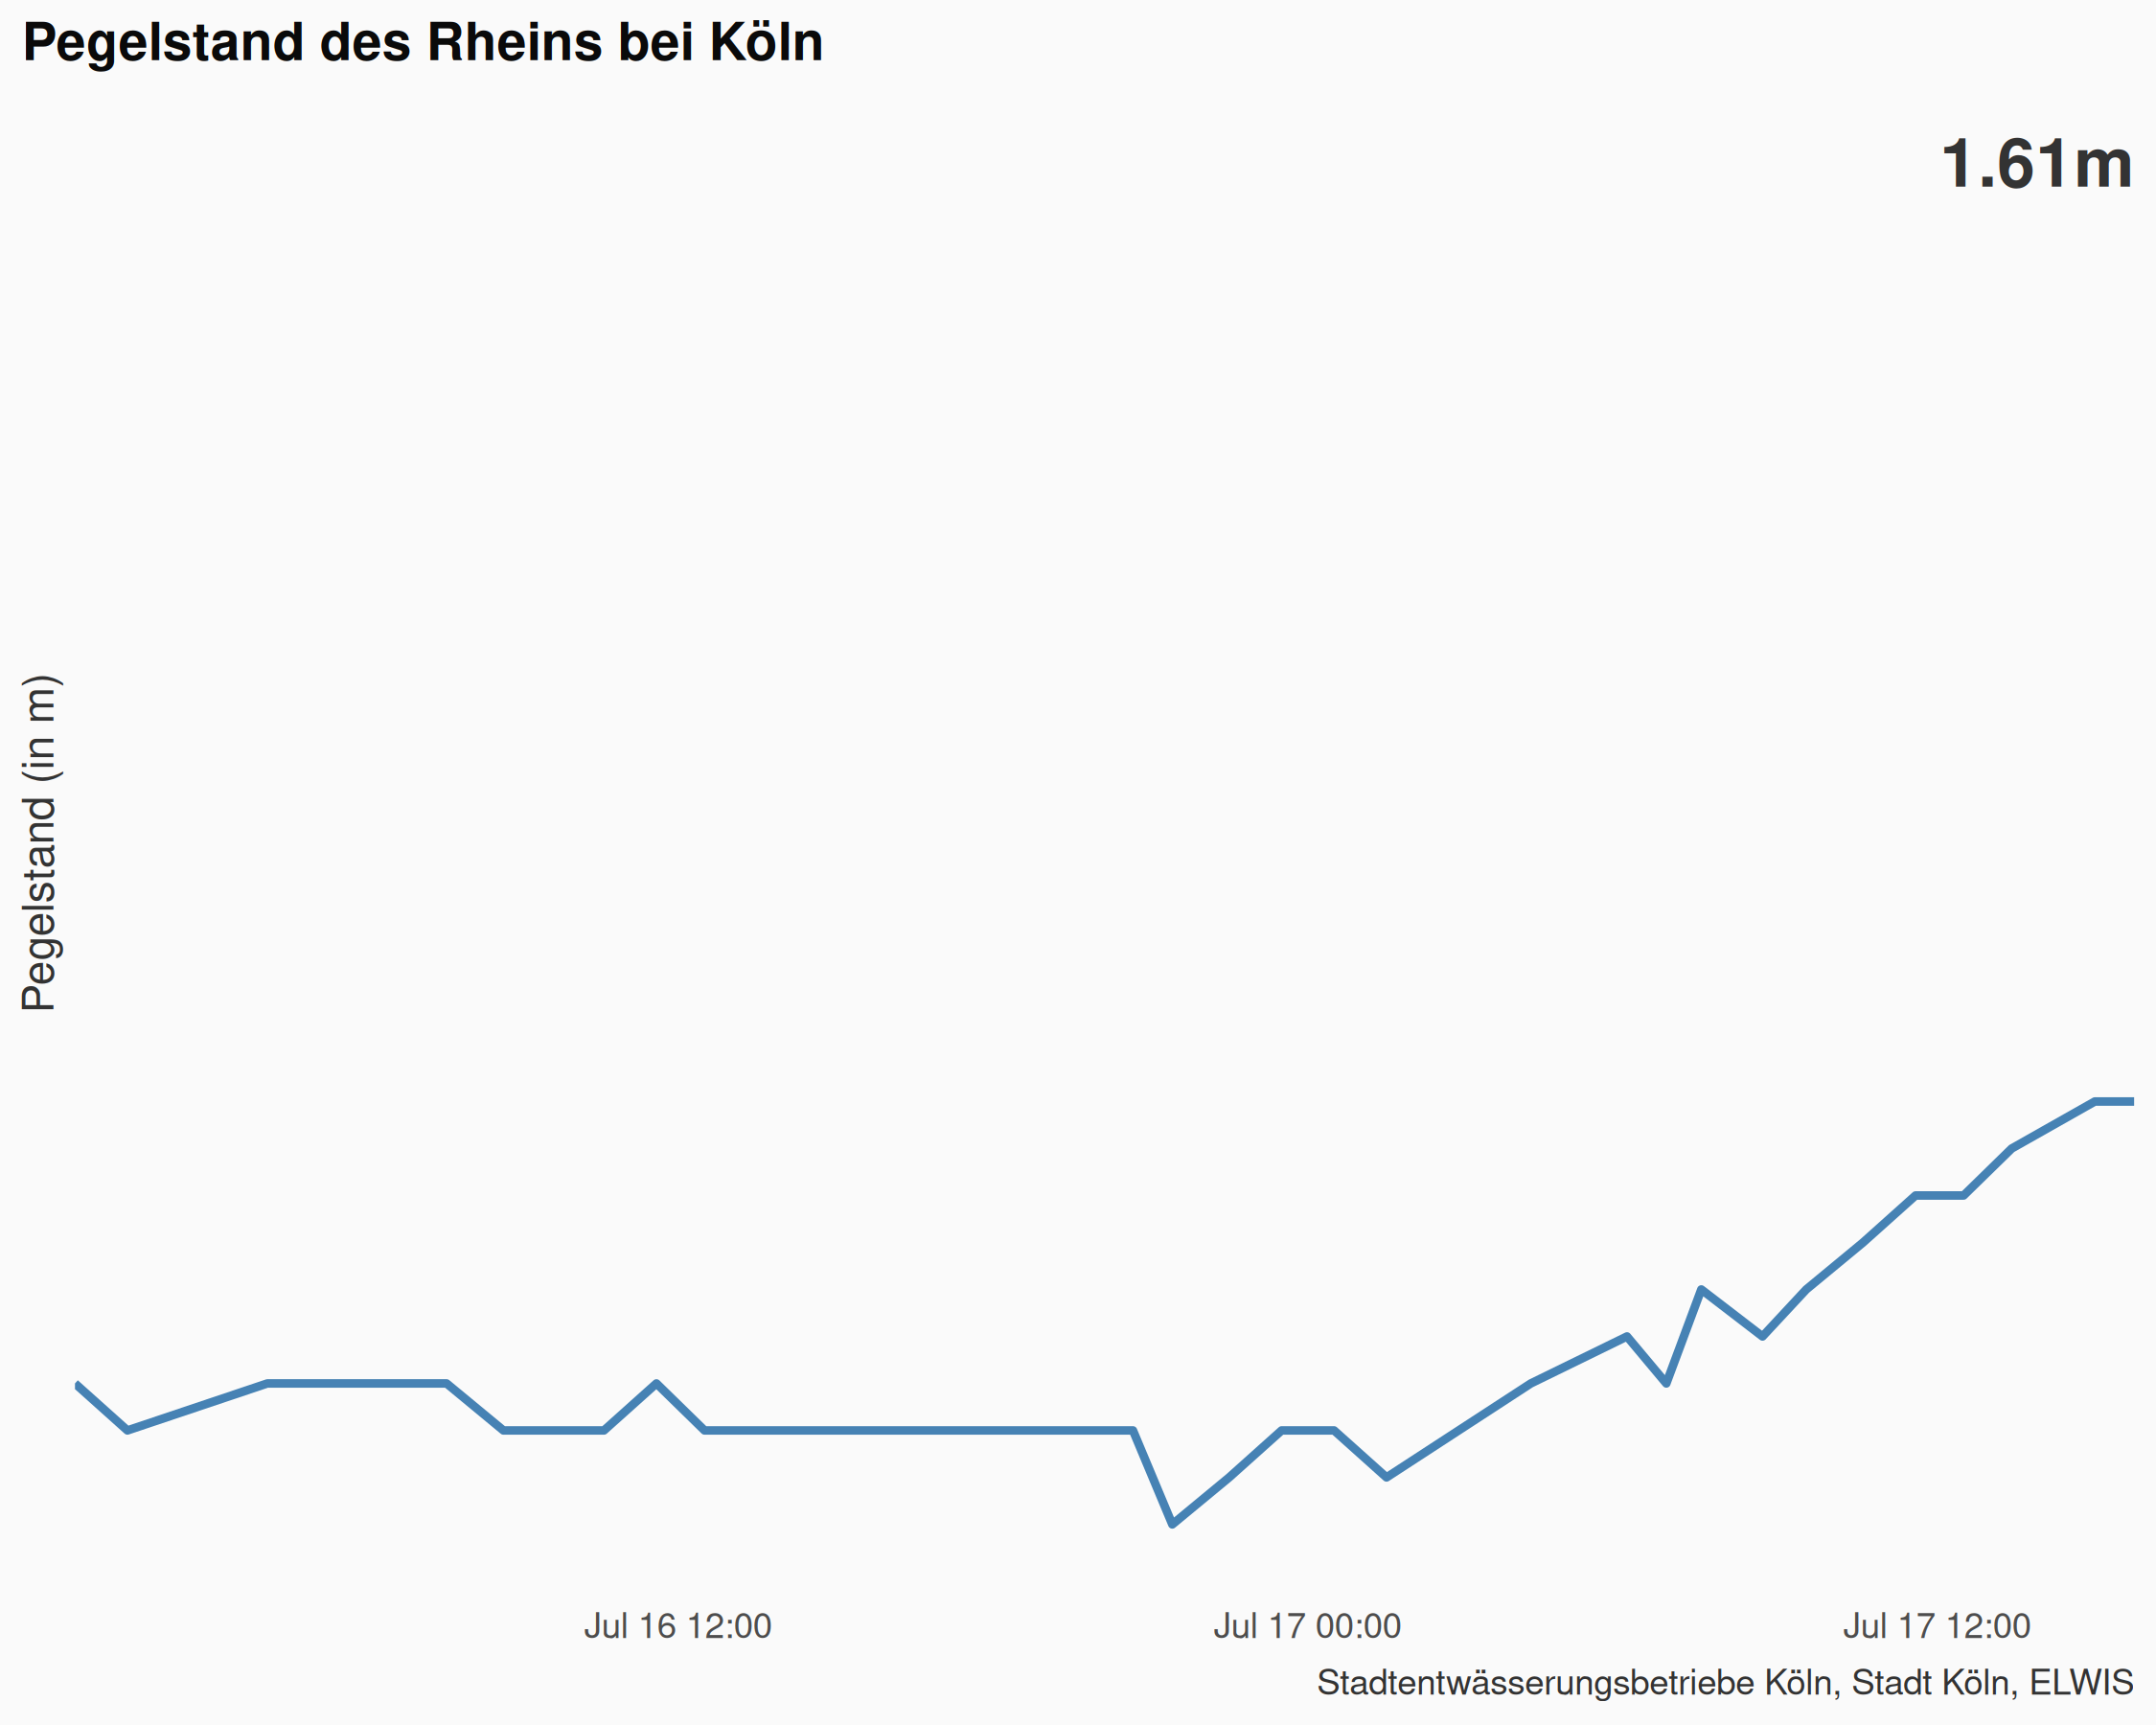 Pegelstand des Rheins bei Köln
1.61m
Pegelstand (in m)
Jul 16 12:00
Jul 17 00:00
Jul 17 12:00
Stadtentwässerungsbetriebe Köln, Stadt Köln, ELWIS